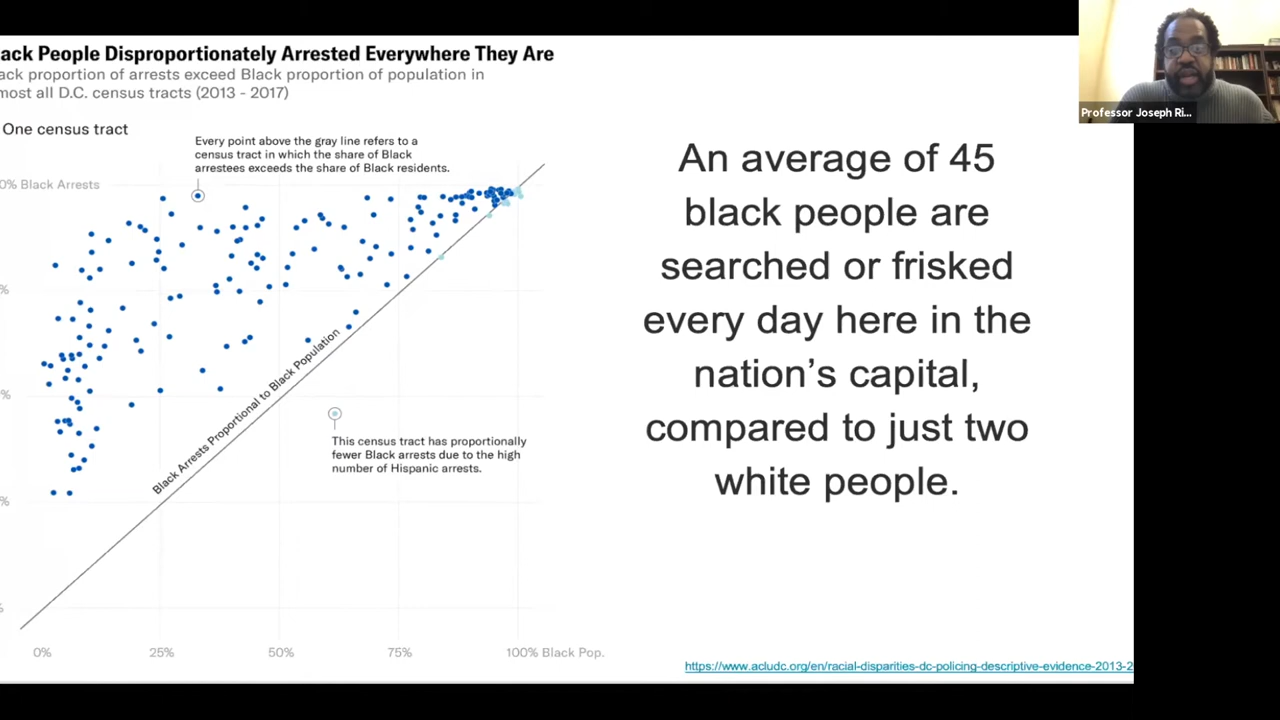 ack People Disproportionately Arrested Everywhere They Are
ack proportion of arrests exceed Black proportion of population in
most all D.C. census tracts (2013 - 2017)
One census tract
Every point above the gray line refers to a
census tract in which the share of Black
arrestees exceeds the share of Black residents.
0% Black Arrests
%
%
%
%
Black Arrests Proportional to Black Population
This census tract has proportionally
fewer Black arrests due to the high
number of Hispanic arrests.
0% 25% 50% 75% 100% Black Pop.
An average of 45
black people are
searched or frisked
every day here in the
nation's capital,
compared to just two
white people.
https://www.acludc.org/en/racial-disparities-dc-policing-descriptive-evidence-2013-2
Professor Joseph Ri...